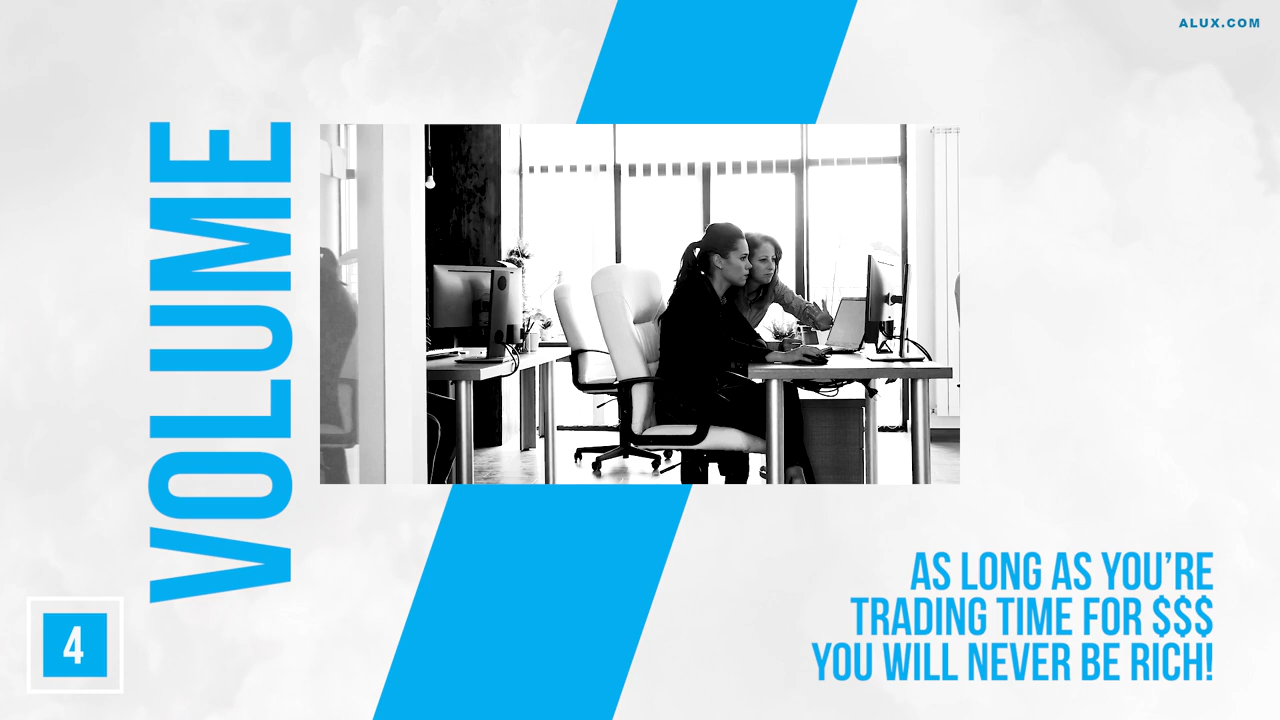 ALUX.COM
VOLUME
4
AS LONG AS YOU'RE
TRADING TIME FOR $$$
YOU WILL NEVER BE RICH!